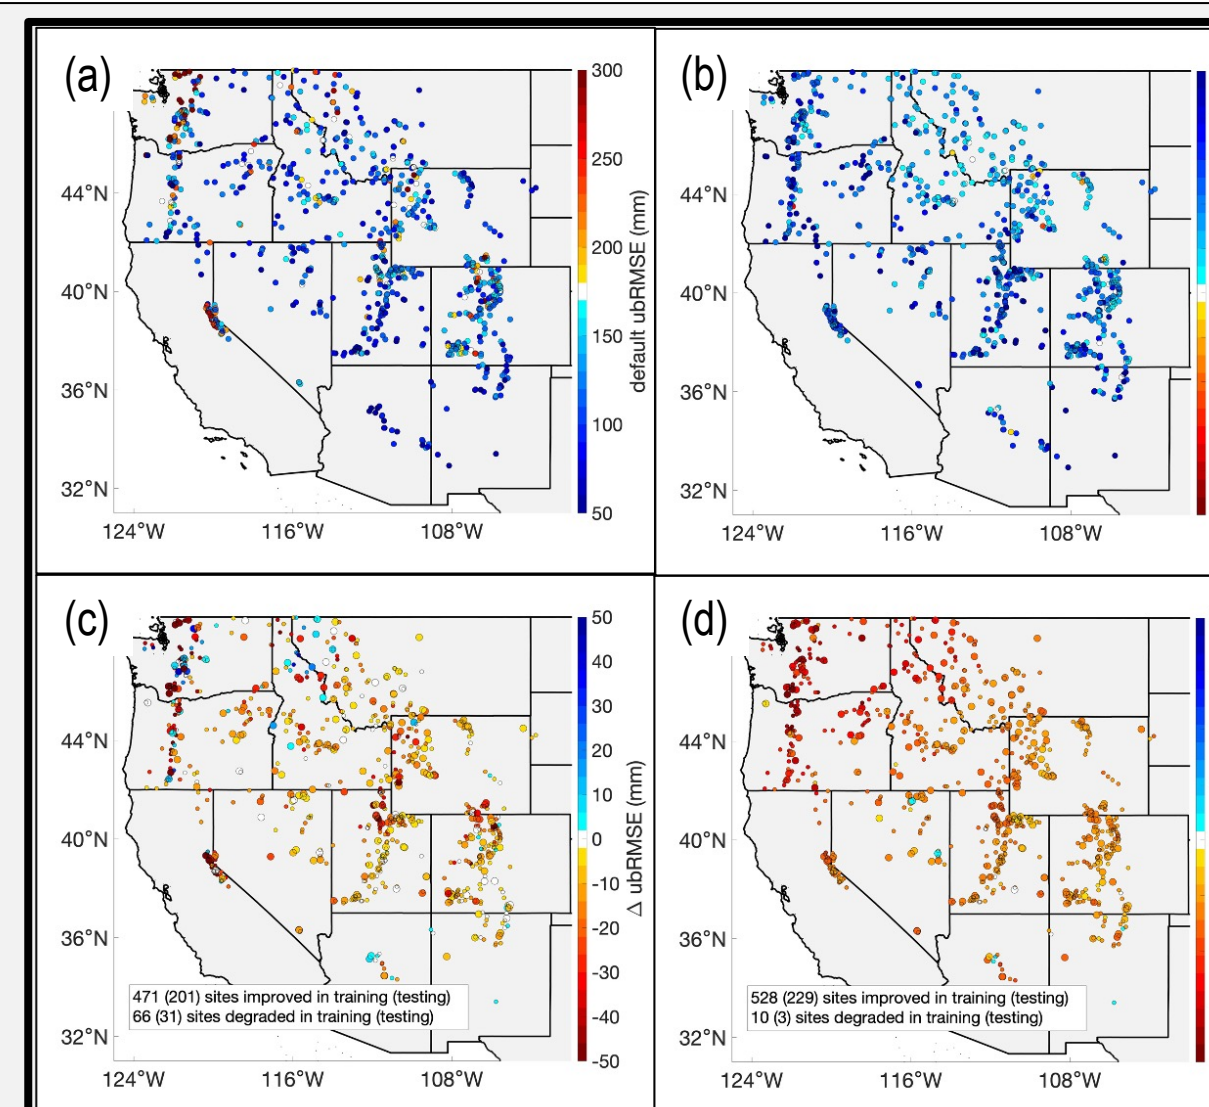 (a)
300
250
200
150
100
50
default ubRMSE (mm)
44°N
40°N
36°N
32°N
124°W
116°W
108°W
(b)
44°N
40°N
36°N
32°N
124°W
116°W
108°W
(c)
50
40
30
20
10
0
-10
-20
-30
-40
-50
△ ubRMSE (mm)
44°N
40°N
36°N
32°N
471 (201) sites improved in training (testing)
66 (31) sites degraded in training (testing)
124°W
116°W
108°W
(d)
44°N
40°N
36°N
32°N
528 (229) sites improved in training (testing)
10 (3) sites degraded in training (testing)
124°W
116°W
108°W